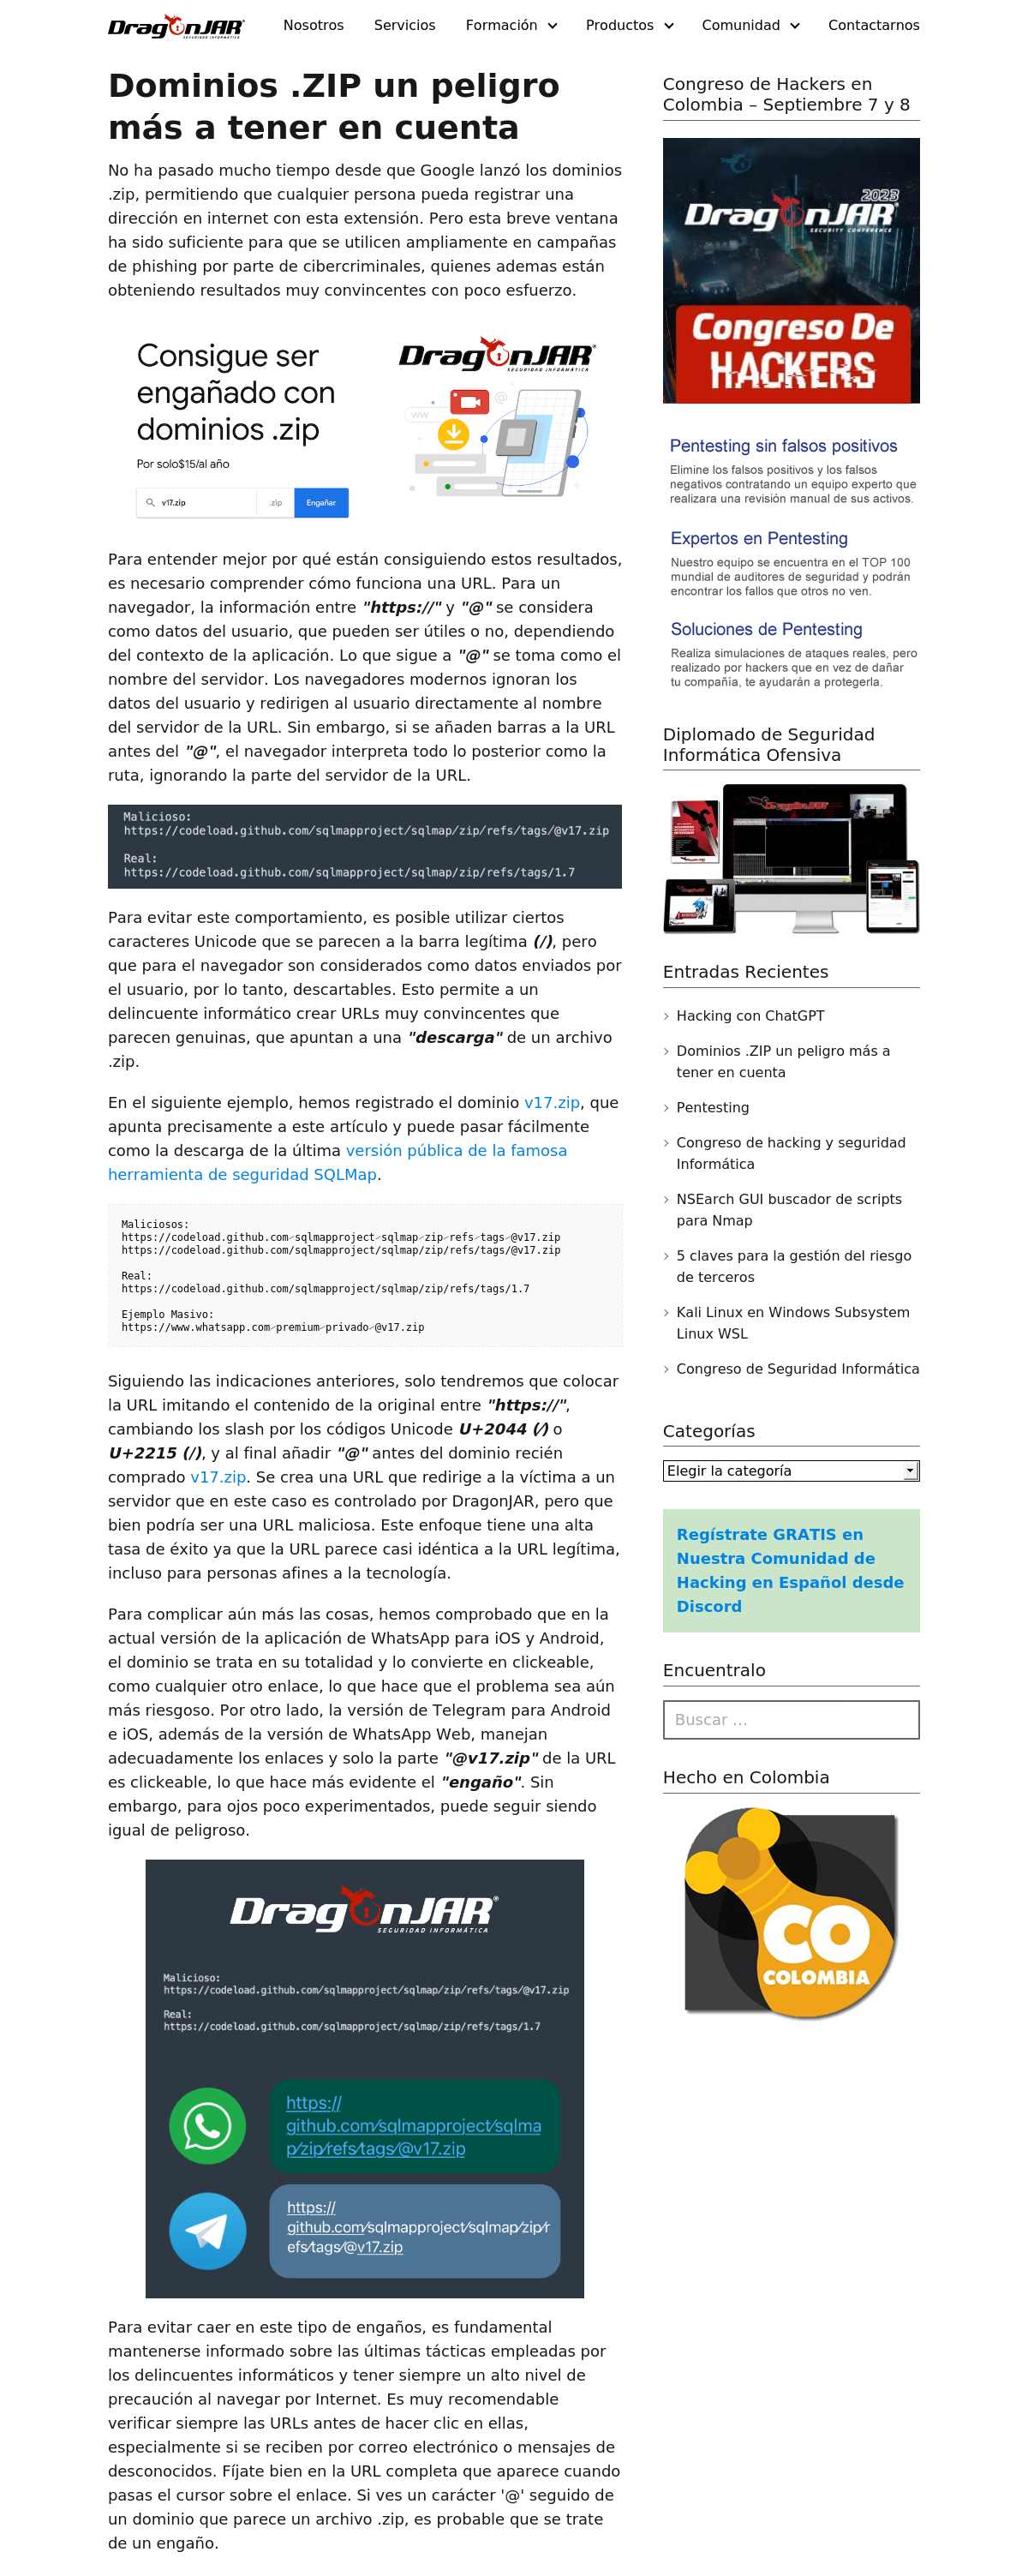 DragonJAR
SEGURIDAD INFORMÁTICA
Nosotros
Servicios
Formación
Productos
Comunidad
Contactarnos
Dominios .ZIP un peligro
más a tener en cuenta
No ha pasado mucho tiempo desde que Google lanzó los dominios
.zip, permitiendo que cualquier persona pueda registrar una
dirección en internet con esta extensión. Pero esta breve ventana
ha sido suficiente para que se utilicen ampliamente en campañas
de phishing por parte de cibercriminales, quienes ademas están
obteniendo resultados muy convincentes con poco esfuerzo.
Consigue ser
engañado con
dominios .zip
Por solo$15/al año
v17.zip
.zip
Engañar
DragonJAR
SEGURIDAD INFORMÁTICA
ww
@
Para entender mejor por qué están consiguiendo estos resultados,
es necesario comprender cómo funciona una URL. Para un
navegador, la información entre "https://" y "@" se considera
como datos del usuario, que pueden ser útiles o no, dependiendo
del contexto de la aplicación. Lo que sigue a "@" se toma como el
nombre del servidor. Los navegadores modernos ignoran los
datos del usuario y redirigen al usuario directamente al nombre
del servidor de la URL. Sin embargo, si se añaden barras a la URL
antes del "@", el navegador interpreta todo lo posterior como la
ruta, ignorando la parte del servidor de la URL.
Malicioso:
https://codeload.github.com∕sqlmapproject∕sqlmap∕zip∕refs∕tags∕@v17.zip
Real:
https://codeload.github.com/sqlmapproject/sqlmap/zip/refs/tags/1.7
Para evitar este comportamiento, es posible utilizar ciertos
caracteres Unicode que se parecen a la barra legítima (/), pero
que para el navegador son considerados como datos enviados por
el usuario, por lo tanto, descartables. Esto permite a un
delincuente informático crear URLs muy convincentes que
parecen genuinas, que apuntan a una "descarga" de un archivo
.zip.
En el siguiente ejemplo, hemos registrado el dominio v17.zip, que
apunta precisamente a este artículo y puede pasar fácilmente
como la descarga de la última versión pública de la famosa
herramienta de seguridad SQLMap.
Maliciosos:
https://codeload.github.com⁄sqlmapproject⁄sqlmap⁄zip⁄refs⁄tags⁄@v17.zip
https://codeload.github.com∕sqlmapproject∕sqlmap∕zip∕refs∕tags∕@v17.zip
Real:
https://codeload.github.com/sqlmapproject/sqlmap/zip/refs/tags/1.7
Ejemplo Masivo:
https://www.whatsapp.com⁄premium⁄privado⁄@v17.zip
Siguiendo las indicaciones anteriores, solo tendremos que colocar
la URL imitando el contenido de la original entre "https://",
cambiando los slash por los códigos Unicode U+2044 (⁄) o
U+2215 (∕), y al final añadir "@" antes del dominio recién
comprado v17.zip. Se crea una URL que redirige a la víctima a un
servidor que en este caso es controlado por DragonJAR, pero que
bien podría ser una URL maliciosa. Este enfoque tiene una alta
tasa de éxito ya que la URL parece casi idéntica a la URL legítima,
incluso para personas afines a la tecnología.
Para complicar aún más las cosas, hemos comprobado que en la
actual versión de la aplicación de WhatsApp para iOS y Android,
el dominio se trata en su totalidad y lo convierte en clickeable,
como cualquier otro enlace, lo que hace que el problema sea aún
más riesgoso. Por otro lado, la versión de Telegram para Android
e iOS, además de la versión de WhatsApp Web, manejan
adecuadamente los enlaces y solo la parte "@v17.zip" de la URL
es clickeable, lo que hace más evidente el "engaño". Sin
embargo, para ojos poco experimentados, puede seguir siendo
igual de peligroso.
DragonJAR®
SEGURIDAD INFORMÁTICA
Malicioso:
https://codeload.github.com∕sqlmapproject∕sqlmap∕zip∕refs∕tags∕@v17.zip
Real:
https://codeload.github.com/sqlmapproject/sqlmap/zip/refs/tags/1.7
https://
github.com⁄sqlmapproject⁄sqlma
p⁄zip⁄refs⁄tags⁄@v17.zip
https://
github.com⁄sqlmapproject⁄sqlmap⁄zip⁄r
efs⁄tags⁄@v17.zip
Para evitar caer en este tipo de engaños, es fundamental
mantenerse informado sobre las últimas tácticas empleadas por
los delincuentes informáticos y tener siempre un alto nivel de
precaución al navegar por Internet. Es muy recomendable
verificar siempre las URLs antes de hacer clic en ellas,
especialmente si se reciben por correo electrónico o mensajes de
desconocidos. Fíjate bien en la URL completa que aparece cuando
pasas el cursor sobre el enlace. Si ves un carácter '@' seguido de
un dominio que parece un archivo .zip, es probable que se trate
de un engaño.
Congreso de Hackers en
Colombia – Septiembre 7 y 8
2023
DragonJAR
SECURITY CONFERENCE
Congreso De
HACKERS
Pentesting sin falsos positivos
Elimine los falsos positivos y los falsos
negativos contratando un equipo experto que
realizara una revisión manual de sus activos.
Expertos en Pentesting
Nuestro equipo se encuentra en el TOP 100
mundial de auditores de seguridad y podrán
encontrar los fallos que otros no ven.
Soluciones de Pentesting
Realiza simulaciones de ataques reales, pero
realizado por hackers que en vez de dañar
tu compañía, te ayudarán a protegerla.
Diplomado de Seguridad
Informática Ofensiva
Entradas Recientes
Hacking con ChatGPT
Dominios .ZIP un peligro más a
tener en cuenta
Pentesting
Congreso de hacking y seguridad
Informática
NSEarch GUI buscador de scripts
para Nmap
5 claves para la gestión del riesgo
de terceros
Kali Linux en Windows Subsystem
Linux WSL
Congreso de Seguridad Informática
Categorías
Elegir la categoría
Regístrate GRATIS en
Nuestra Comunidad de
Hacking en Español desde
Discord
Encuentralo
Buscar …
Hecho en Colombia
CO
COLOMBIA